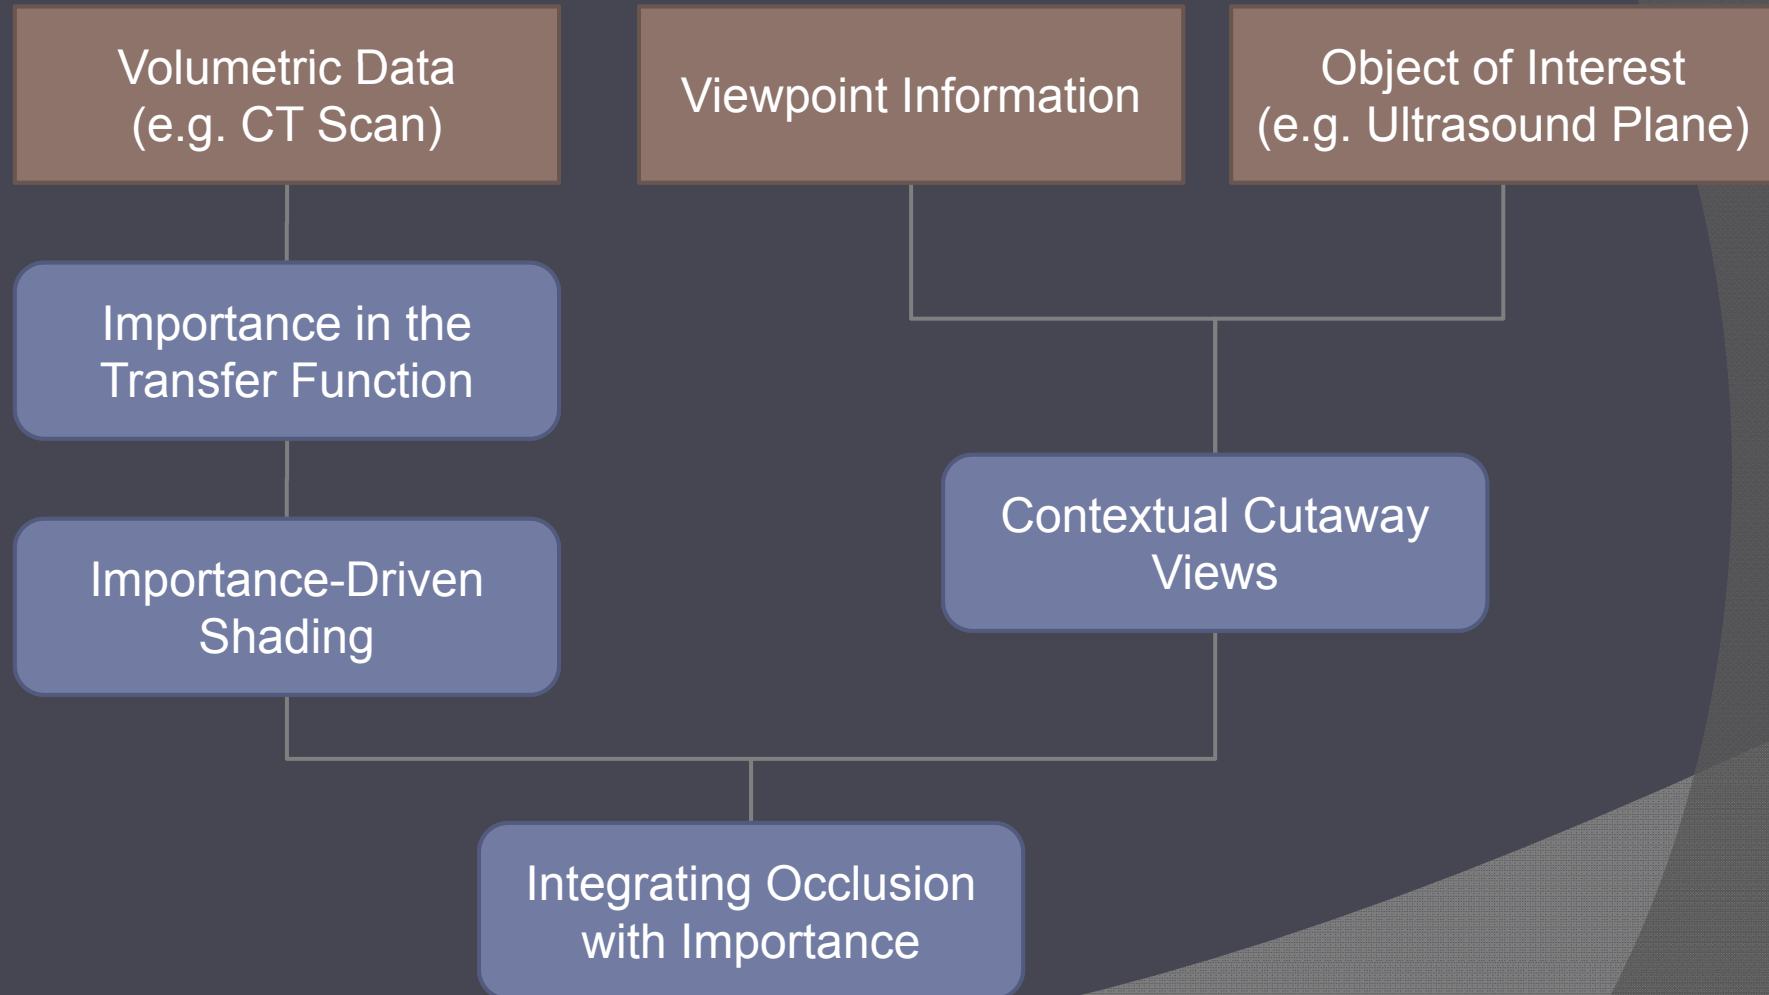 Volumetric Data
(e.g. CT Scan)
Viewpoint Information
Object of Interest
(e.g. Ultrasound Plane)
Importance in the
Transfer Function
Contextual Cutaway
Views
Importance-Driven
Shading
Integrating Occlusion
with Importance